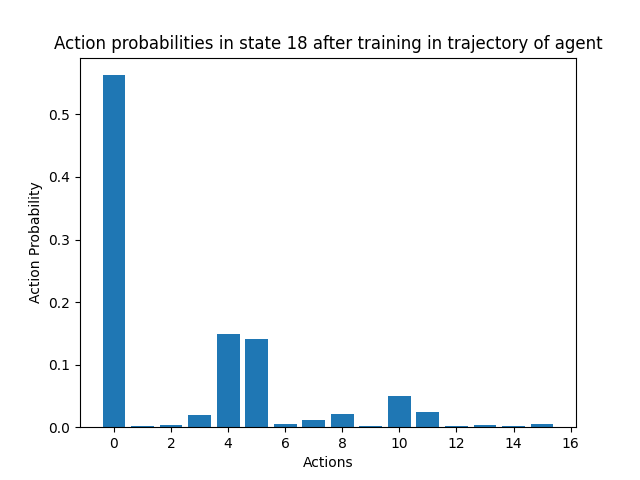 Action probabilities in state 18 after training in trajectory of agent
0.5
0.4
0.3
0.2
0.1
0.0
Action Probability
0 2 4 6 8 10 12 14 16
Actions